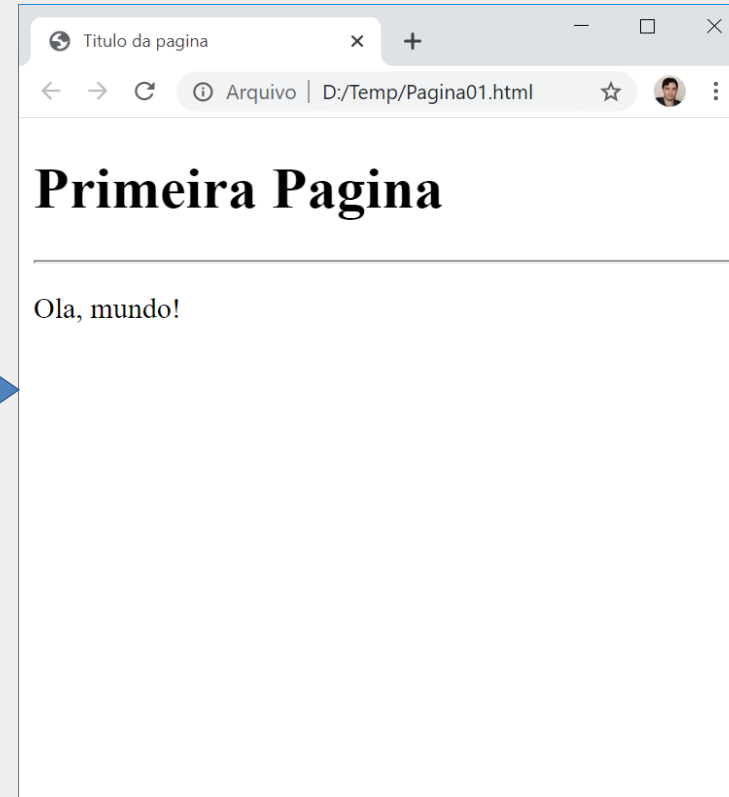 Titulo da pagina
Arquivo | D:/Temp/Pagina01.html
Primeira Pagina
Ola, mundo!